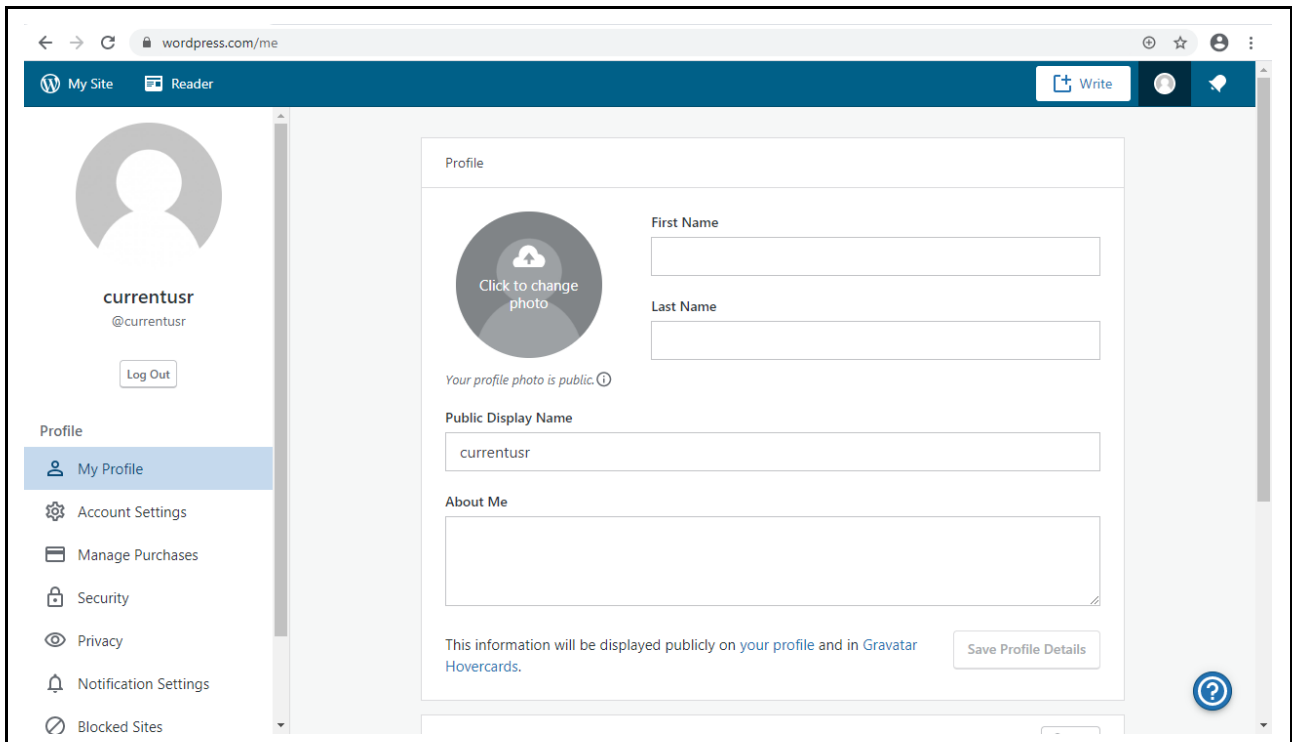 wordpress.com/me
My Site
Reader
Write
currentusr
@currentusr
Log Out
Profile
My Profile
Account Settings
Manage Purchases
Security
Privacy
Notification Settings
Blocked Sites
Profile
Click to change
photo
Your profile photo is public.
First Name
Last Name
Public Display Name
currentusr
About Me
This information will be displayed publicly on your profile and in Gravatar
Hovercards.
Save Profile Details